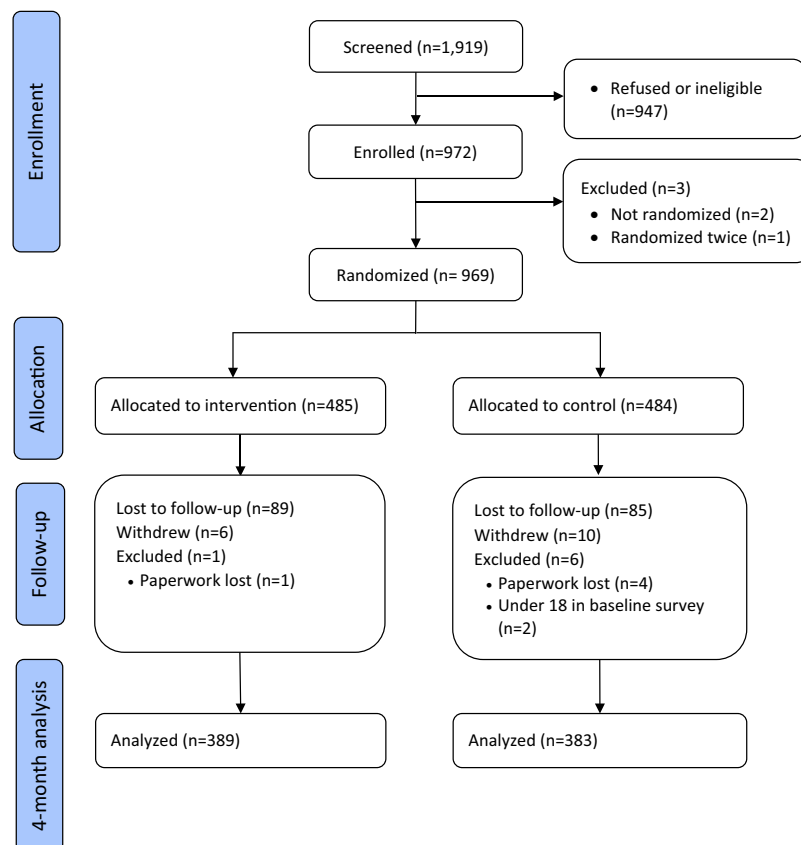 Enrollment
Screened (n=1,919)
• Refused or ineligible
(n=947)
Enrolled (n=972)
Excluded (n=3)
• Not randomized (n=2)
• Randomized twice (n=1)
Randomized (n= 969)
Allocation
Allocated to intervention (n=485)
Allocated to control (n=484)
Follow-up
Lost to follow-up (n=89)
Withdrew (n=6)
Excluded (n=1)
• Paperwork lost (n=1)
Lost to follow-up (n=85)
Withdrew (n=10)
Excluded (n=6)
• Paperwork lost (n=4)
• Under 18 in baseline survey
(n=2)
4-month analysis
Analyzed (n=389)
Analyzed (n=383)